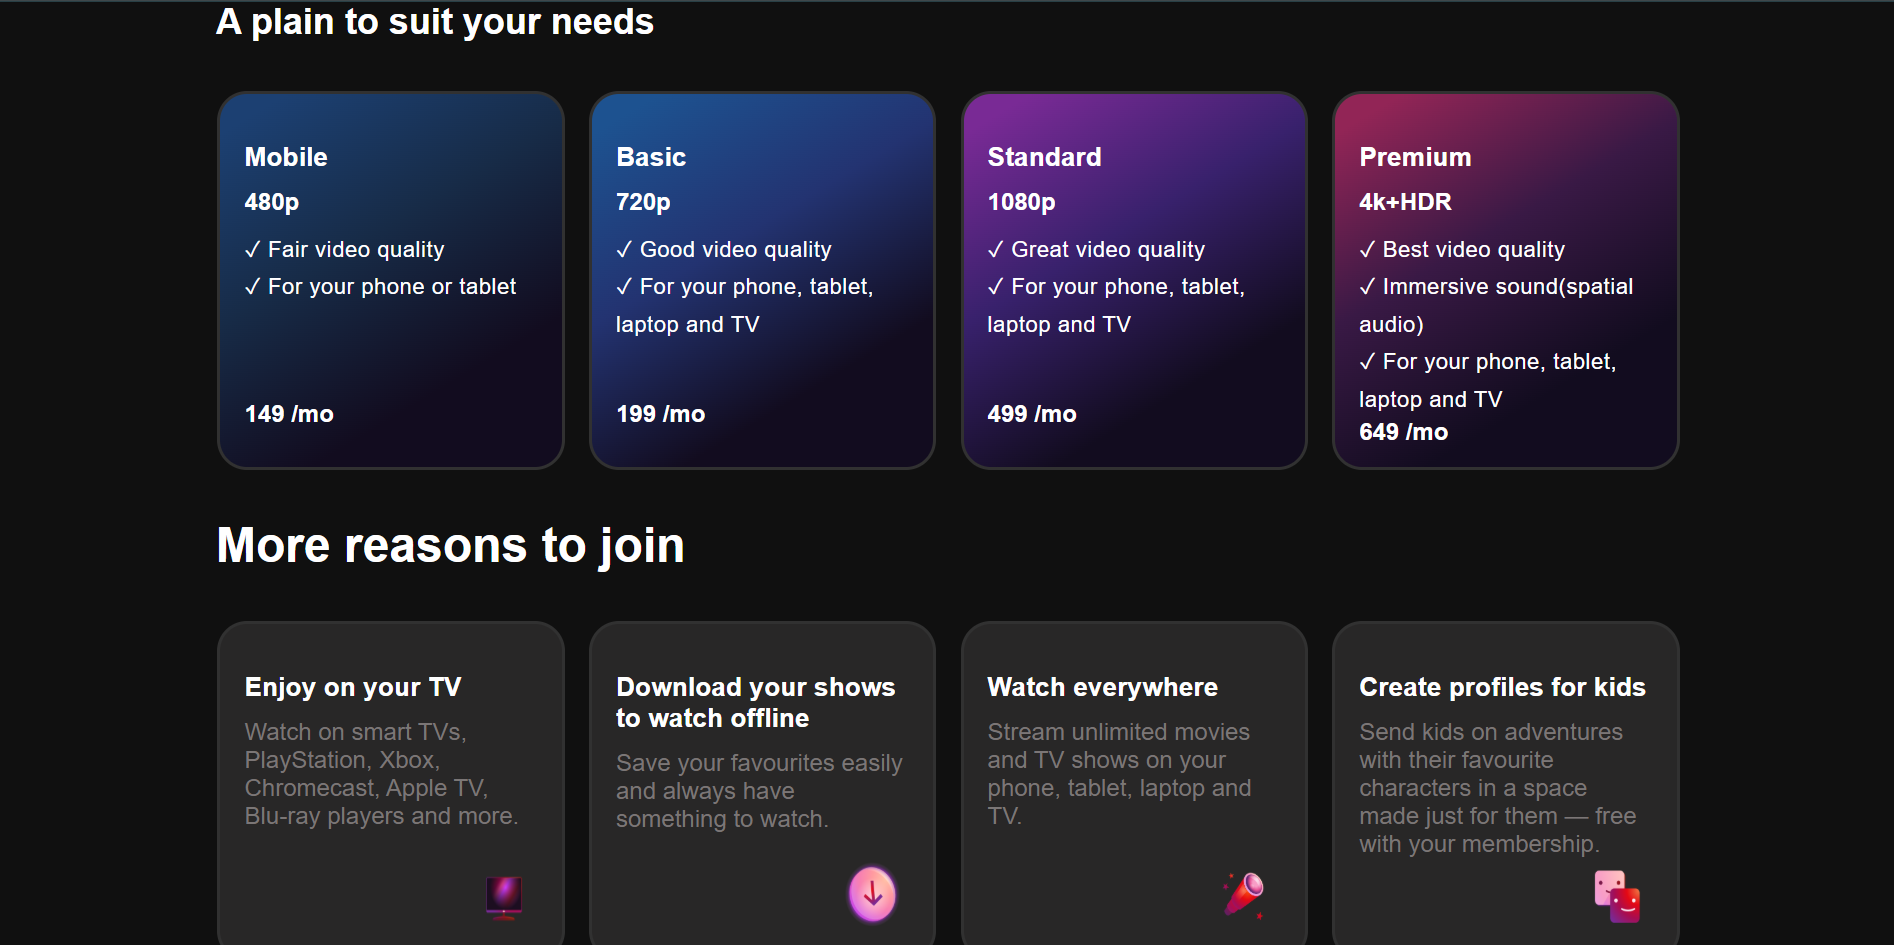 A plain to suit your needs
Mobile
480p
✓ Fair video quality
✓ For your phone or tablet
149 /mo
Basic
720p
✓ Good video quality
✓ For your phone, tablet,
laptop and TV
199 /mo
Standard
1080p
✓ Great video quality
✓ For your phone, tablet,
laptop and TV
499 /mo
Premium
4k+HDR
✓ Best video quality
✓ Immersive sound(spatial
audio)
✓ For your phone, tablet,
laptop and TV
649 /mo
More reasons to join
Enjoy on your TV
Watch on smart TVs,
PlayStation, Xbox,
Chromecast, Apple TV,
Blu-ray players and more.
Download your shows
to watch offline
Save your favourites easily
and always have
something to watch.
Watch everywhere
Stream unlimited movies
and TV shows on your
phone, tablet, laptop and
TV.
Create profiles for kids
Send kids on adventures
with their favourite
characters in a space
made just for them — free
with your membership.